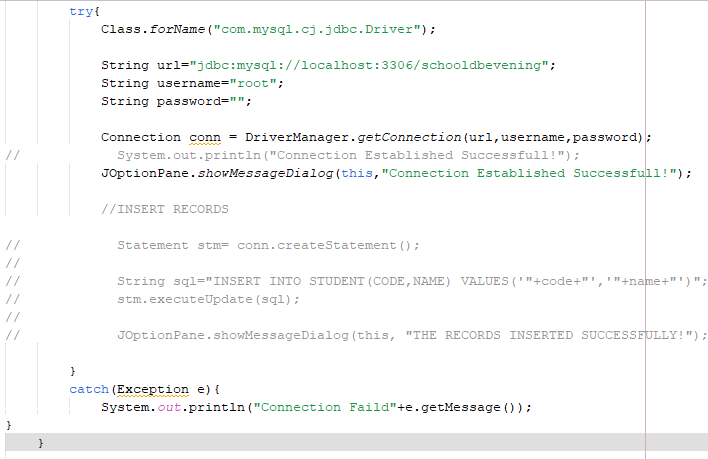 try{
Class.forName("com.mysql.cj.jdbc.Driver");
String url="jdbc:mysql://localhost:3306/schooldbevening";
String username="root";
String password="";
Connection conn = DriverManager.getConnection(url,username,password);
// System.out.println("Connection Established Successfull!");
JOptionPane.showMessageDialog(this,"Connection Established Successfull!");
//INSERT RECORDS
// Statement stm= conn.createStatement();
//
// String sql="INSERT INTO STUDENT(CODE,NAME) VALUES('"+code+"','"+name+"')";
// stm.executeUpdate(sql);
//
// JOptionPane.showMessageDialog(this, "THE RECORDS INSERTED SUCCESSFULLY!");
}
catch(Exception e){
System.out.println("Connection Faild"+e.getMessage());
}
}